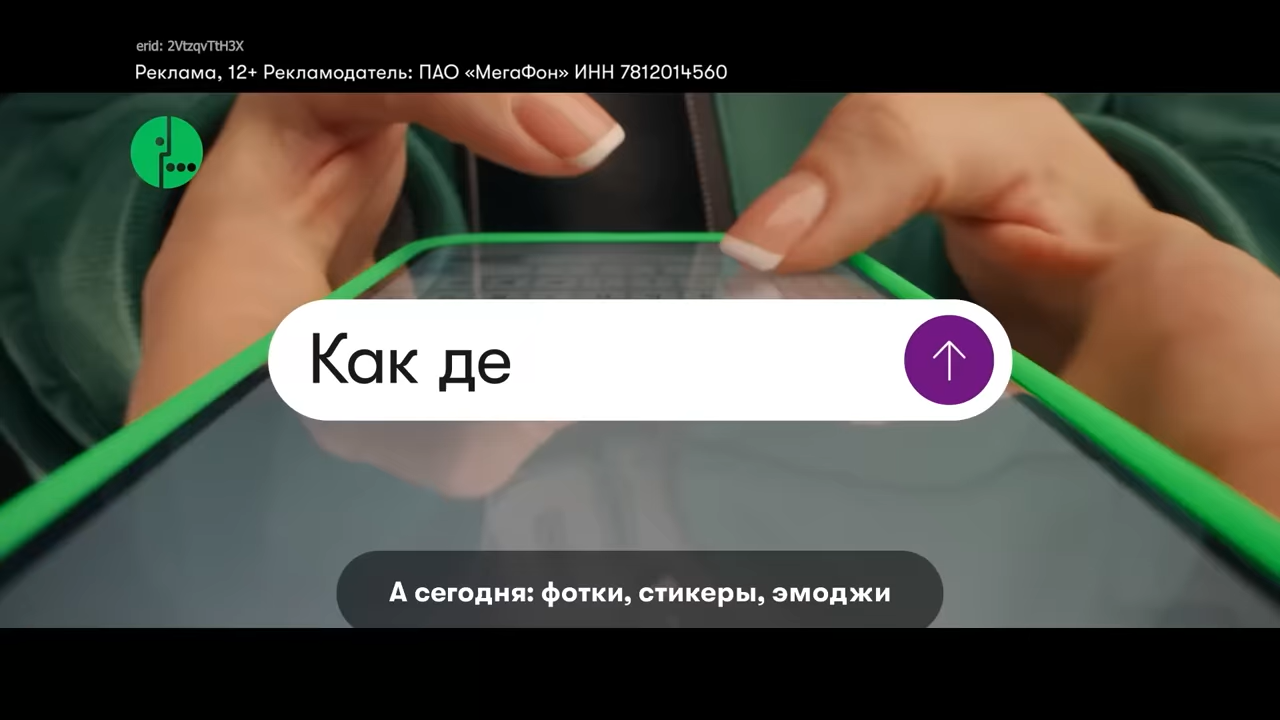 erid: 2VtzqvTtH3X
Реклама, 12+ Рекламодатель: ПАО «МегаФон» ИНН 7812014560
Как де
А сегодня: фотки, стикеры, эмоджи